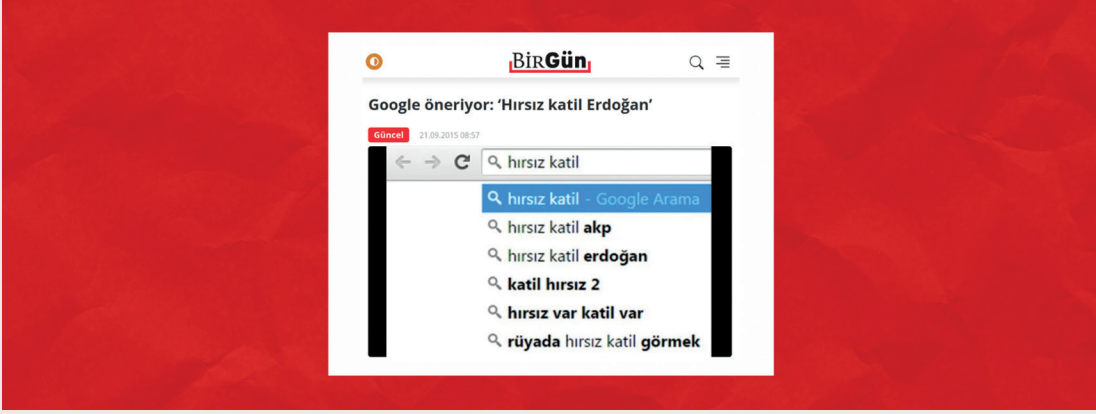 BirGün
Google öneriyor: ‘Hırsız katil Erdoğan’
Güncel 21.09.2015 08:57
hırsız katil
hırsız katil - Google Arama
hırsız katil akp
hırsız katil erdoğan
katil hırsız 2
hırsız var katil var
rüyada hırsız katil görmek